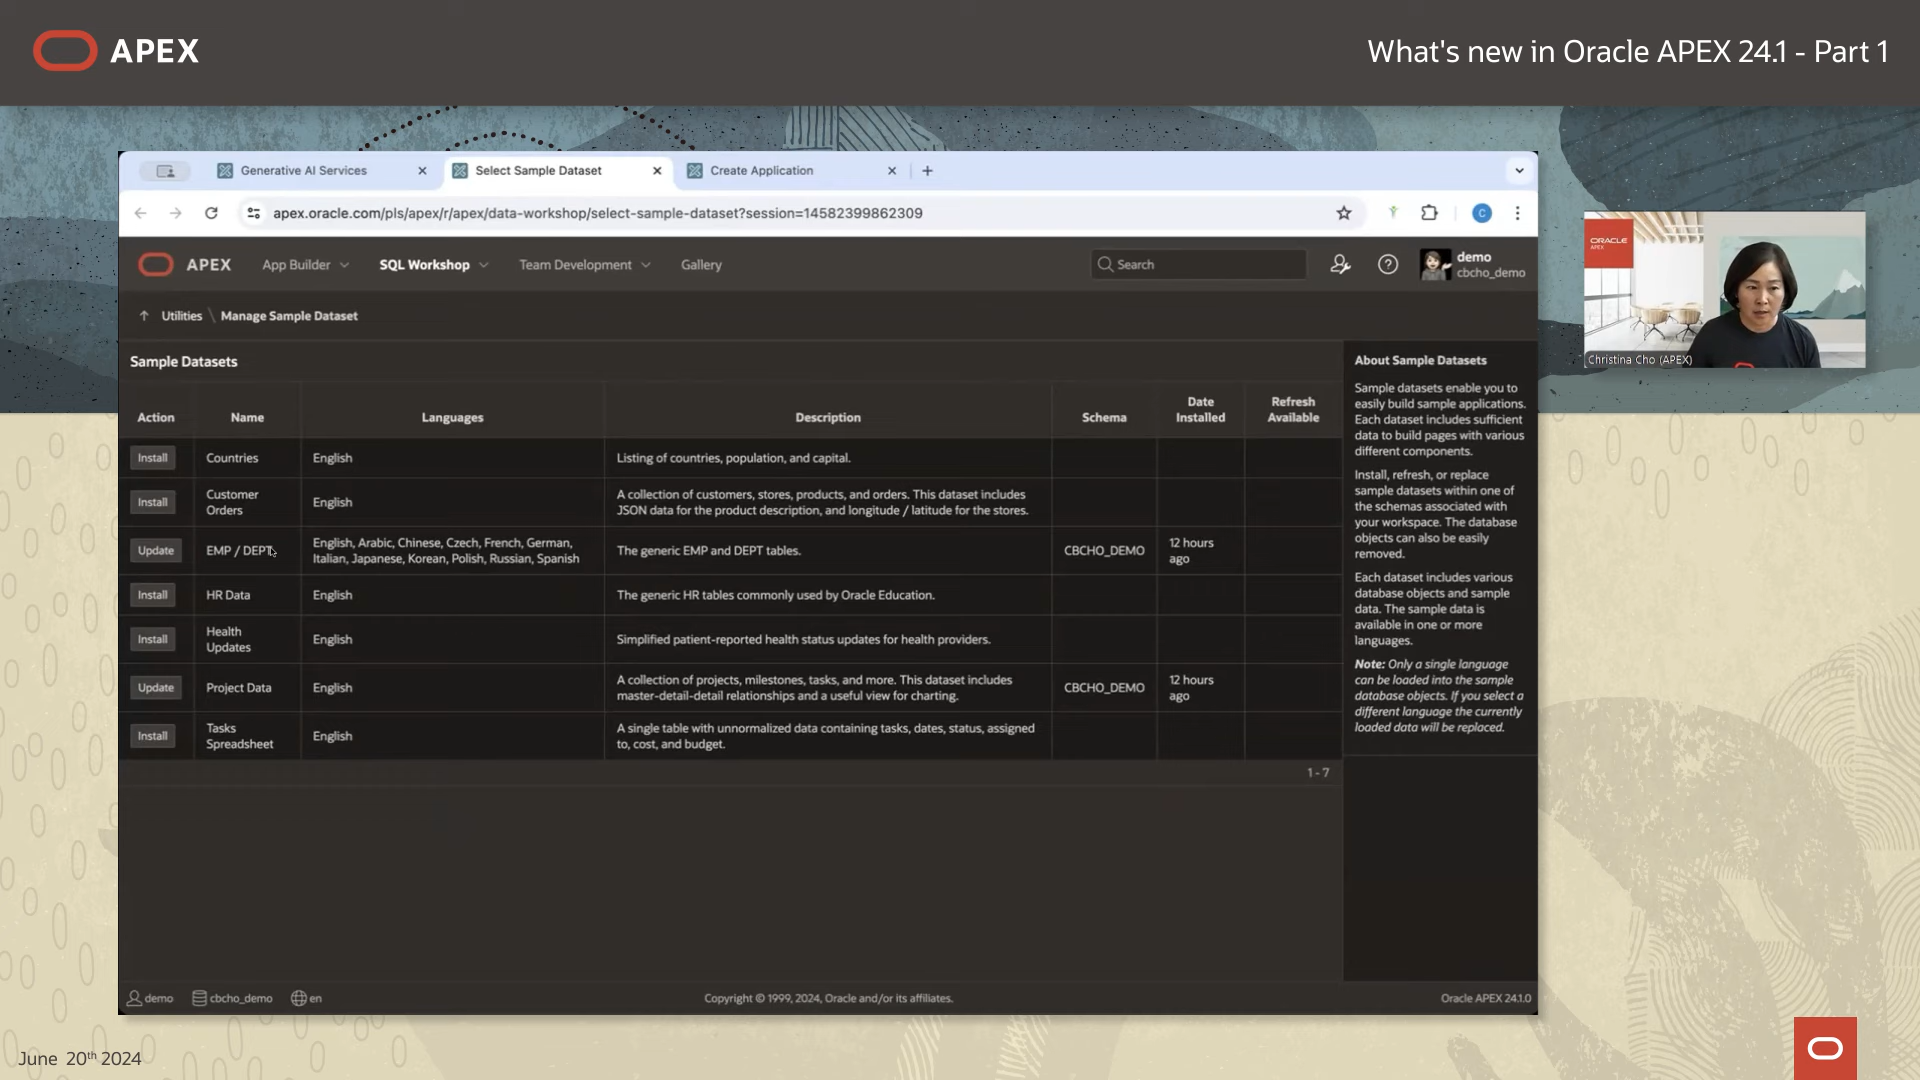 APEX
What's new in Oracle APEX 24.1 - Part 1
Generative AI Services
Select Sample Dataset
Create Application
apex.oracle.com/pls/apex/r/apex/data-workshop/select-sample-dataset?session=14582399862309
C
APEX
App Builder
SQL Workshop
Team Development
Gallery
Search
demo
cbcho_demo
Utilities \ Manage Sample Dataset
Sample Datasets
Action Name Languages Description Schema Date Installed Refresh Available
Install Countries English Listing of countries, population, and capital.
Install Customer Orders English A collection of customers, stores, products, and orders. This dataset includes
JSON data for the product description, and longitude / latitude for the stores.
Update EMP / DEPT English, Arabic, Chinese, Czech, French, German,
Italian, Japanese, Korean, Polish, Russian, Spanish
The generic EMP and DEPT tables. CBCHO_DEMO 12 hours ago
Install HR Data English The generic HR tables commonly used by Oracle Education.
Install Health Updates English Simplified patient-reported health status updates for health providers.
Update Project Data English A collection of projects, milestones, tasks, and more. This dataset includes
master-detail-detail relationships and a useful view for charting.
CBCHO_DEMO 12 hours ago
Install Tasks Spreadsheet English A single table with unnormalized data containing tasks, dates, status, assigned
to, cost, and budget.
1 - 7
About Sample Datasets
Sample datasets enable you to
easily build sample applications.
Each dataset includes sufficient
data to build pages with various
different components.
Install, refresh, or replace
sample datasets within one of
the schemas associated with
your workspace. The database
objects can also be easily
removed.
Each dataset includes various
database objects and sample
data. The sample data is
available in one or more
languages.
Note: Only a single language
can be loaded into the sample
database objects. If you select a
different language the currently
loaded data will be replaced.
demo
cbcho_demo
en
Copyright © 1999, 2024, Oracle and/or its affiliates.
Oracle APEX 24.1.0
ORACLE
APEX
Christina Cho (APEX)
June 20th 2024